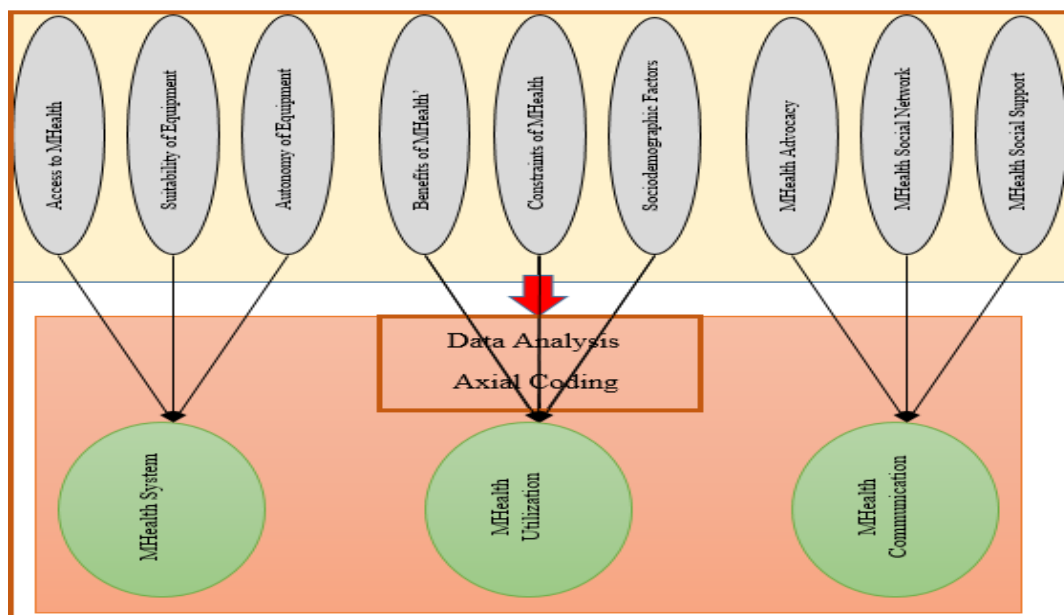 Access to MHealth
Suitability of Equipment
Autonomy of Equipment
Benefits of MHealth’
Constraints of MHealth
Sociodemographic Factors
MHealth Advocacy
MHealth Social Network
MHealth Social Support
Data Analysis
Axial Coding
MHealth System
MHealth
Utilization
MHealth
Communication